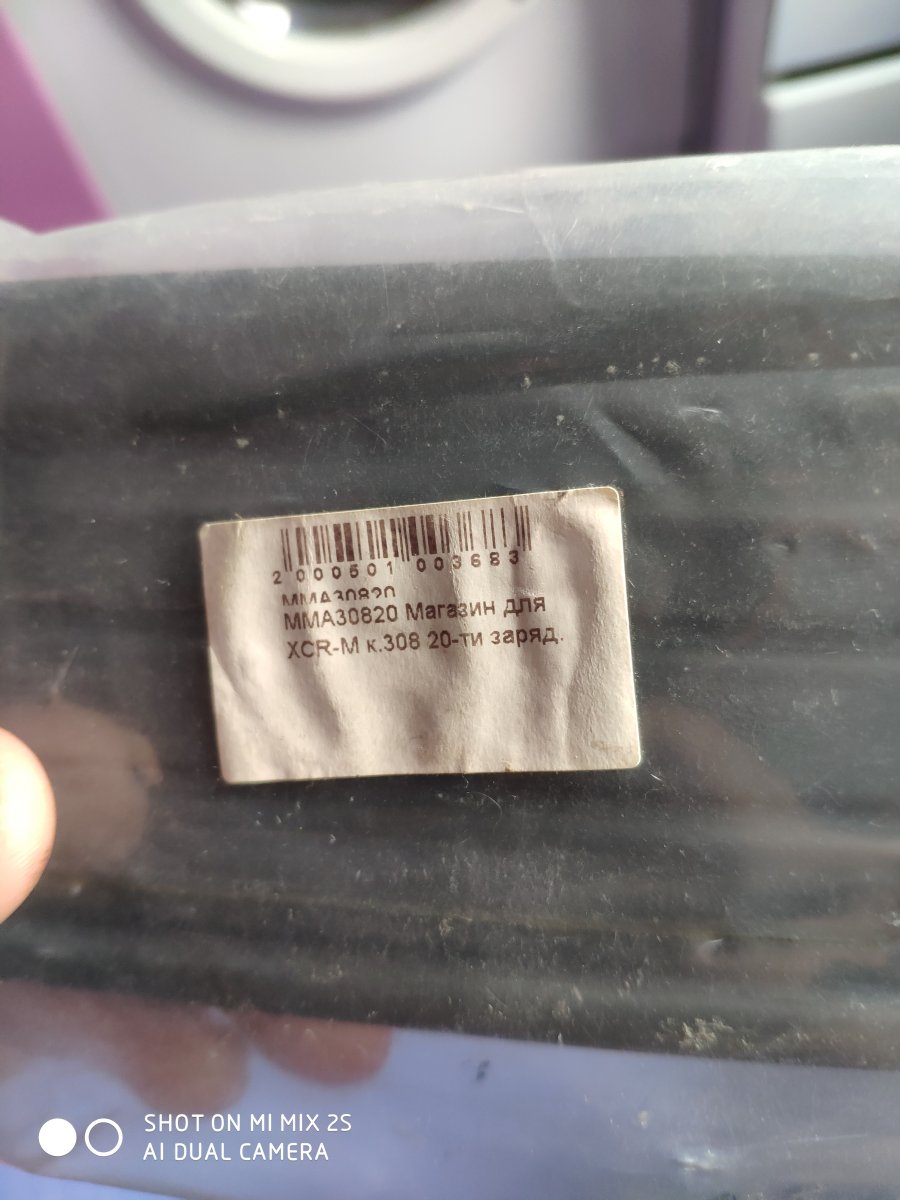 2 000501 003683
MMA30820
MMA30820 Магазин для
XCR-M к.308 20-ти заряд.
SHOT ON MI MIX 2S
AI DUAL CAMERA